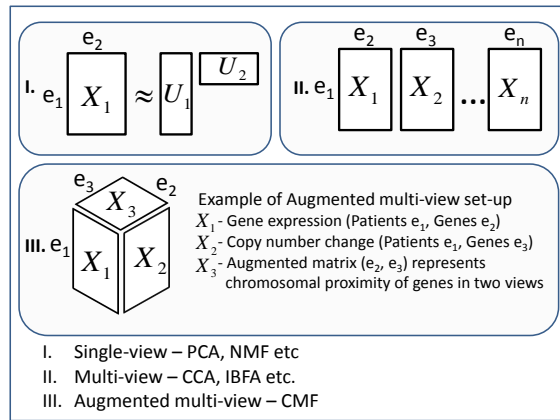 e2
I. e1 X1 ≈ U1 U2
e2 e3 en
II. e1 X1 X2 ... Xn
e3 e2
X3
III. e1 X1 X2
Example of Augmented multi-view set-up
X1- Gene expression (Patients e1, Genes e2)
X2- Copy number change (Patients e1, Genes e3)
X3- Augmented matrix (e2, e3) represents
chromosomal proximity of genes in two views
I. Single-view – PCA, NMF etc
II. Multi-view – CCA, IBFA etc.
III. Augmented multi-view – CMF